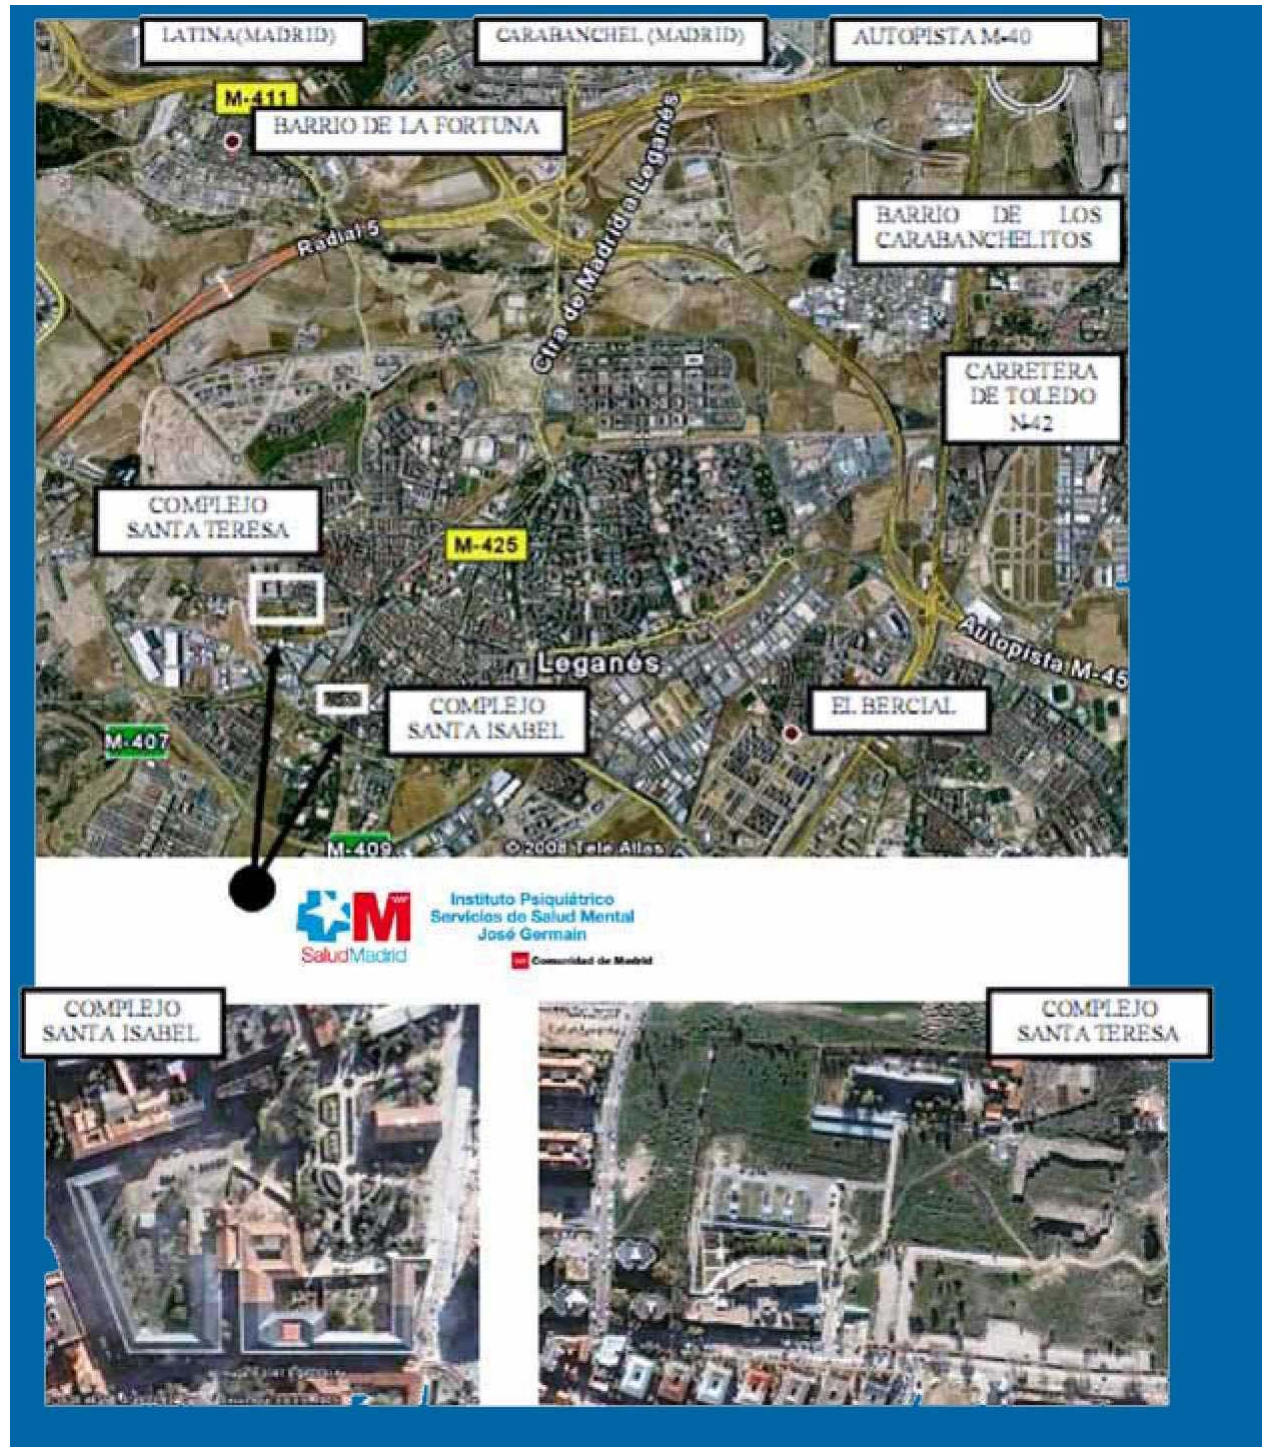 LATINA(MADRID)
CARABANCHEL (MADRID)
AUTOPISTA M-40
M-411
BARRIO DE LA FORTUNA
Ctra de Madrid a Leganés
BARRIO DE LOS
CARABANCHELITOS
Radial 5
CARRETERA
DE TOLEDO
N-42
COMPLEJO
SANTA TERESA
M-425
Leganés
Autopista M-45
COMPLEJO
SANTA ISABEL
EL BERCIAL
M-407
M-409
© 2008 Tele Atlas
SaludMadrid
Instituto Psiquiátrico
Servicios de Salud Mental
José Germain
Comunidad de Madrid
COMPLEJO
SANTA ISABEL
COMPLEJO
SANTA TERESA